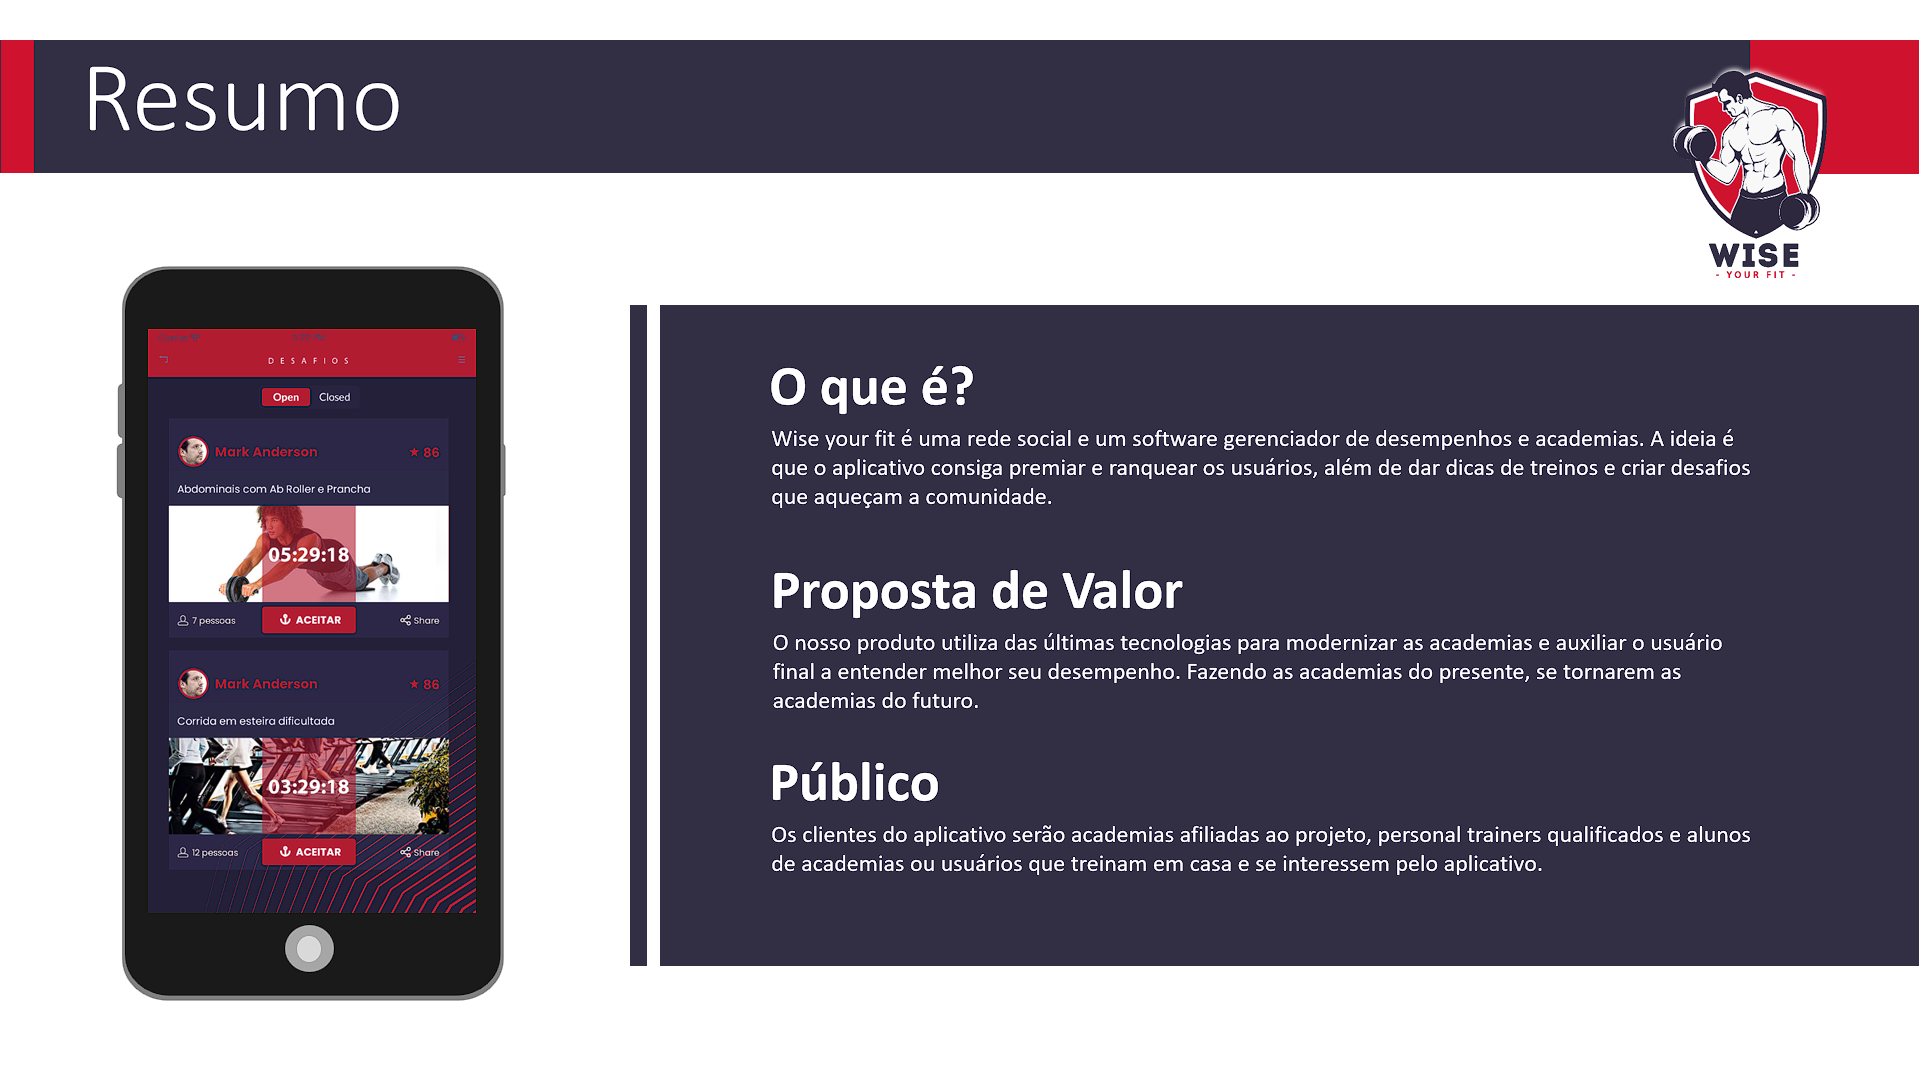 Resumo
WISE
- YOUR FIT -
DESAFIOS
Open Closed
Mark Anderson ★ 86
Abdominais com Ab Roller e Prancha
05:29:18
7 pessoas ACEITAR Share
Mark Anderson ★ 86
Corrida em esteira dificultada
03:29:18
12 pessoas ACEITAR Share
O que é?
Wise your fit é uma rede social e um software gerenciador de desempenhos e academias. A ideia é
que o aplicativo consiga premiar e ranquear os usuários, além de dar dicas de treinos e criar desafios
que aqueçam a comunidade.
Proposta de Valor
O nosso produto utiliza das últimas tecnologias para modernizar as academias e auxiliar o usuário
final a entender melhor seu desempenho. Fazendo as academias do presente, se tornarem as
academias do futuro.
Público
Os clientes do aplicativo serão academias afiliadas ao projeto, personal trainers qualificados e alunos
de academias ou usuários que treinam em casa e se interessem pelo aplicativo.